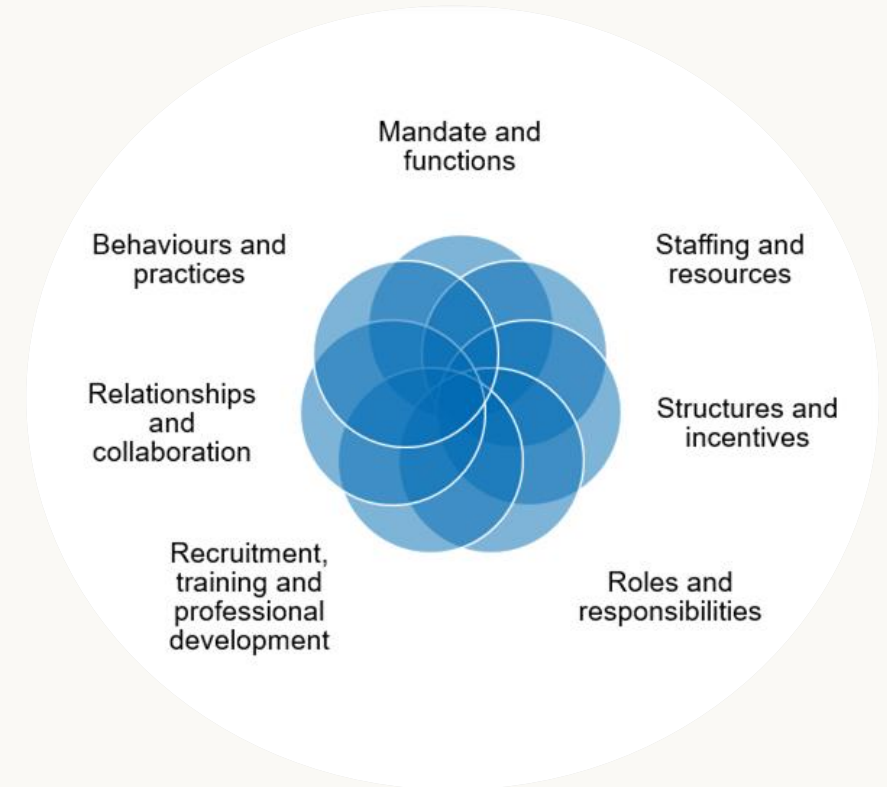 Mandate and
functions
Staffing and
resources
Structures and
incentives
Roles and
responsibilities
Recruitment,
training and
professional
development
Relationships
and
collaboration
Behaviours and
practices